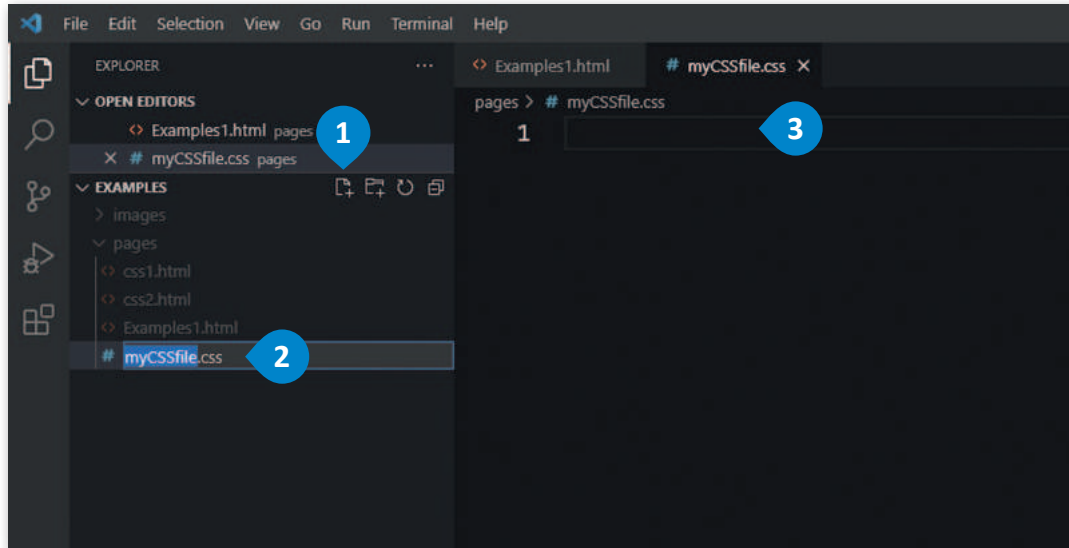 File Edit Selection View Go Run Terminal Help
EXPLORER ...
OPEN EDITORS
<> Examples1.html pages
1
X # myCSSfile.css pages
EXAMPLES
images
pages
<> css1.html
<> css2.html
<> Examples1.html
# myCSSfile.css
2
<> Examples1.html
# myCSSfile.css X
pages > # myCSSfile.css
1
3